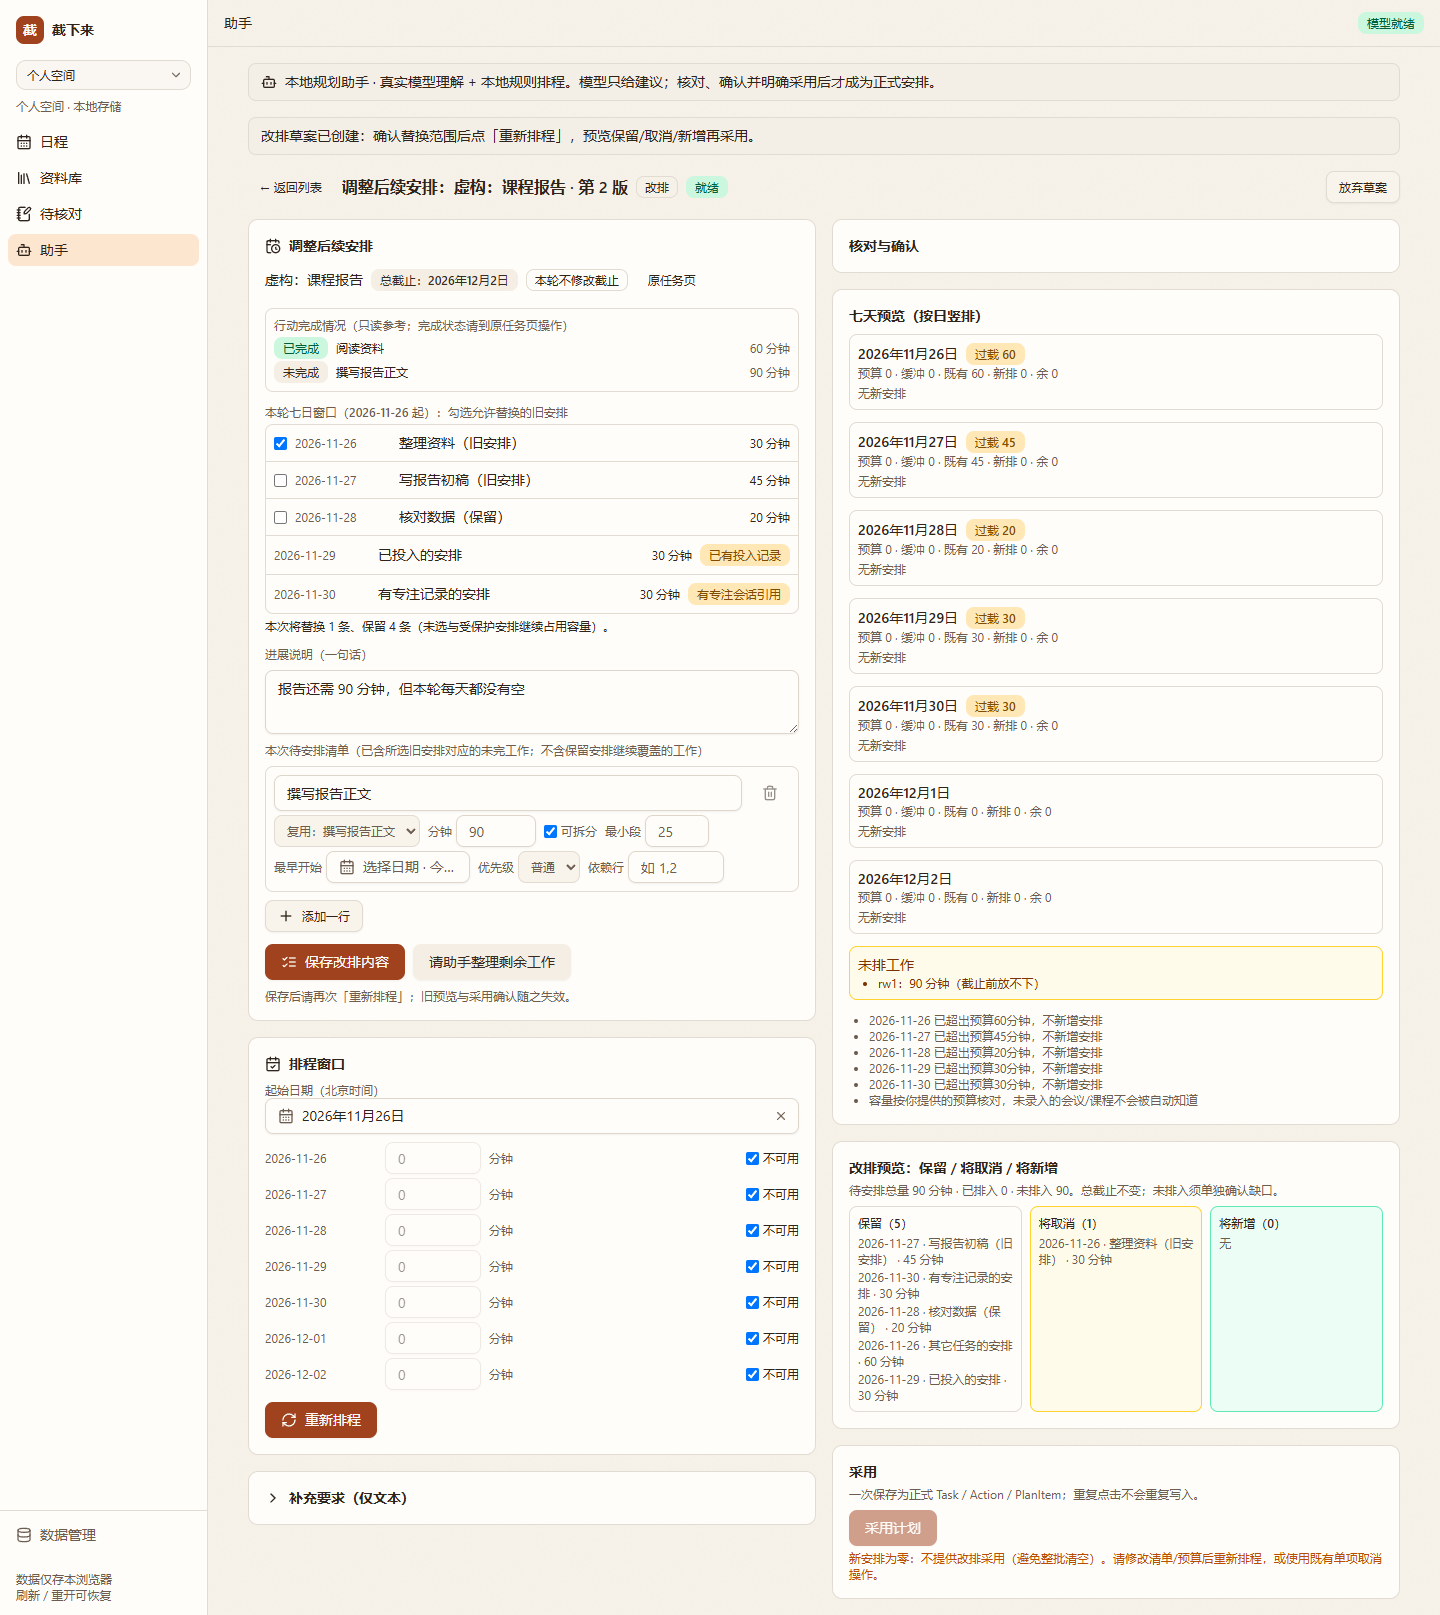 截 截下来
个人空间
个人空间 · 本地存储
日程
资料库
待核对
助手
数据管理
数据仅存本浏览器
刷新 / 重开可恢复
助手
模型就绪
本地规划助手 · 真实模型理解 + 本地规则排程。模型只给建议；核对、确认并明确采用后才成为正式安排。
改排草案已创建：确认替换范围后点「重新排程」，预览保留/取消/新增再采用。
← 返回列表 调整后续安排：虚构：课程报告 · 第 2 版 改排 就绪 放弃草案
调整后续安排
虚构：课程报告 总截止：2026年12月2日 本轮不修改截止 原任务页
行动完成情况（只读参考；完成状态请到原任务页操作）
已完成 阅读资料 60 分钟
未完成 撰写报告正文 90 分钟
本轮七日窗口（2026-11-26 起）：勾选允许替换的旧安排
2026-11-26 整理资料（旧安排） 30 分钟
2026-11-27 写报告初稿（旧安排） 45 分钟
2026-11-28 核对数据（保留） 20 分钟
2026-11-29 已投入的安排 30 分钟 已有投入记录
2026-11-30 有专注记录的安排 30 分钟 有专注会话引用
本次将替换 1 条、保留 4 条（未选与受保护安排继续占用容量）。
进展说明（一句话）
报告还需 90 分钟，但本轮每天都没有空
本次待安排清单（已含所选旧安排对应的未完工作；不含保留安排继续覆盖的工作）
撰写报告正文
复用：撰写报告正文 分钟 90 可拆分 最小段 25
最早开始 选择日期 · 今... 优先级 普通 依赖行 如 1,2
添加一行
保存改排内容 请助手整理剩余工作
保存后请再次「重新排程」；旧预览与采用确认随之失效。
排程窗口
起始日期（北京时间）
2026年11月26日
2026-11-26 0 分钟 不可用
2026-11-27 0 分钟 不可用
2026-11-28 0 分钟 不可用
2026-11-29 0 分钟 不可用
2026-11-30 0 分钟 不可用
2026-12-01 0 分钟 不可用
2026-12-02 0 分钟 不可用
重新排程
补充要求（仅文本）
核对与确认
七天预览（按日竖排）
2026年11月26日 过载 60
预算 0 · 缓冲 0 · 既有 60 · 新排 0 · 余 0
无新安排
2026年11月27日 过载 45
预算 0 · 缓冲 0 · 既有 45 · 新排 0 · 余 0
无新安排
2026年11月28日 过载 20
预算 0 · 缓冲 0 · 既有 20 · 新排 0 · 余 0
无新安排
2026年11月29日 过载 30
预算 0 · 缓冲 0 · 既有 30 · 新排 0 · 余 0
无新安排
2026年11月30日 过载 30
预算 0 · 缓冲 0 · 既有 30 · 新排 0 · 余 0
无新安排
2026年12月1日
预算 0 · 缓冲 0 · 既有 0 · 新排 0 · 余 0
无新安排
2026年12月2日
预算 0 · 缓冲 0 · 既有 0 · 新排 0 · 余 0
无新安排
未排工作
• rw1：90 分钟（截止前放不下）
• 2026-11-26 已超出预算60分钟，不新增安排
• 2026-11-27 已超出预算45分钟，不新增安排
• 2026-11-28 已超出预算20分钟，不新增安排
• 2026-11-29 已超出预算30分钟，不新增安排
• 2026-11-30 已超出预算30分钟，不新增安排
• 容量按你提供的预算核对，未录入的会议/课程不会被自动知道
改排预览：保留 / 将取消 / 将新增
待安排总量 90 分钟 · 已排入 0 · 未排入 90。总截止不变；未排入须单独确认缺口。
保留（5）
2026-11-27 · 写报告初稿（旧
安排） · 45 分钟
2026-11-30 · 有专注记录的安
排 · 30 分钟
2026-11-28 · 核对数据（保
留） · 20 分钟
2026-11-26 · 其它任务的安排
· 60 分钟
2026-11-29 · 已投入的安排 ·
30 分钟
将取消（1）
2026-11-26 · 整理资料（旧安
排） · 30 分钟
将新增（0）
无
采用
一次保存为正式 Task / Action / PlanItem；重复点击不会重复写入。
采用计划
新安排为零：不提供改排采用（避免整批清空）。请修改清单/预算后重新排程，或使用既有单项取消
操作。